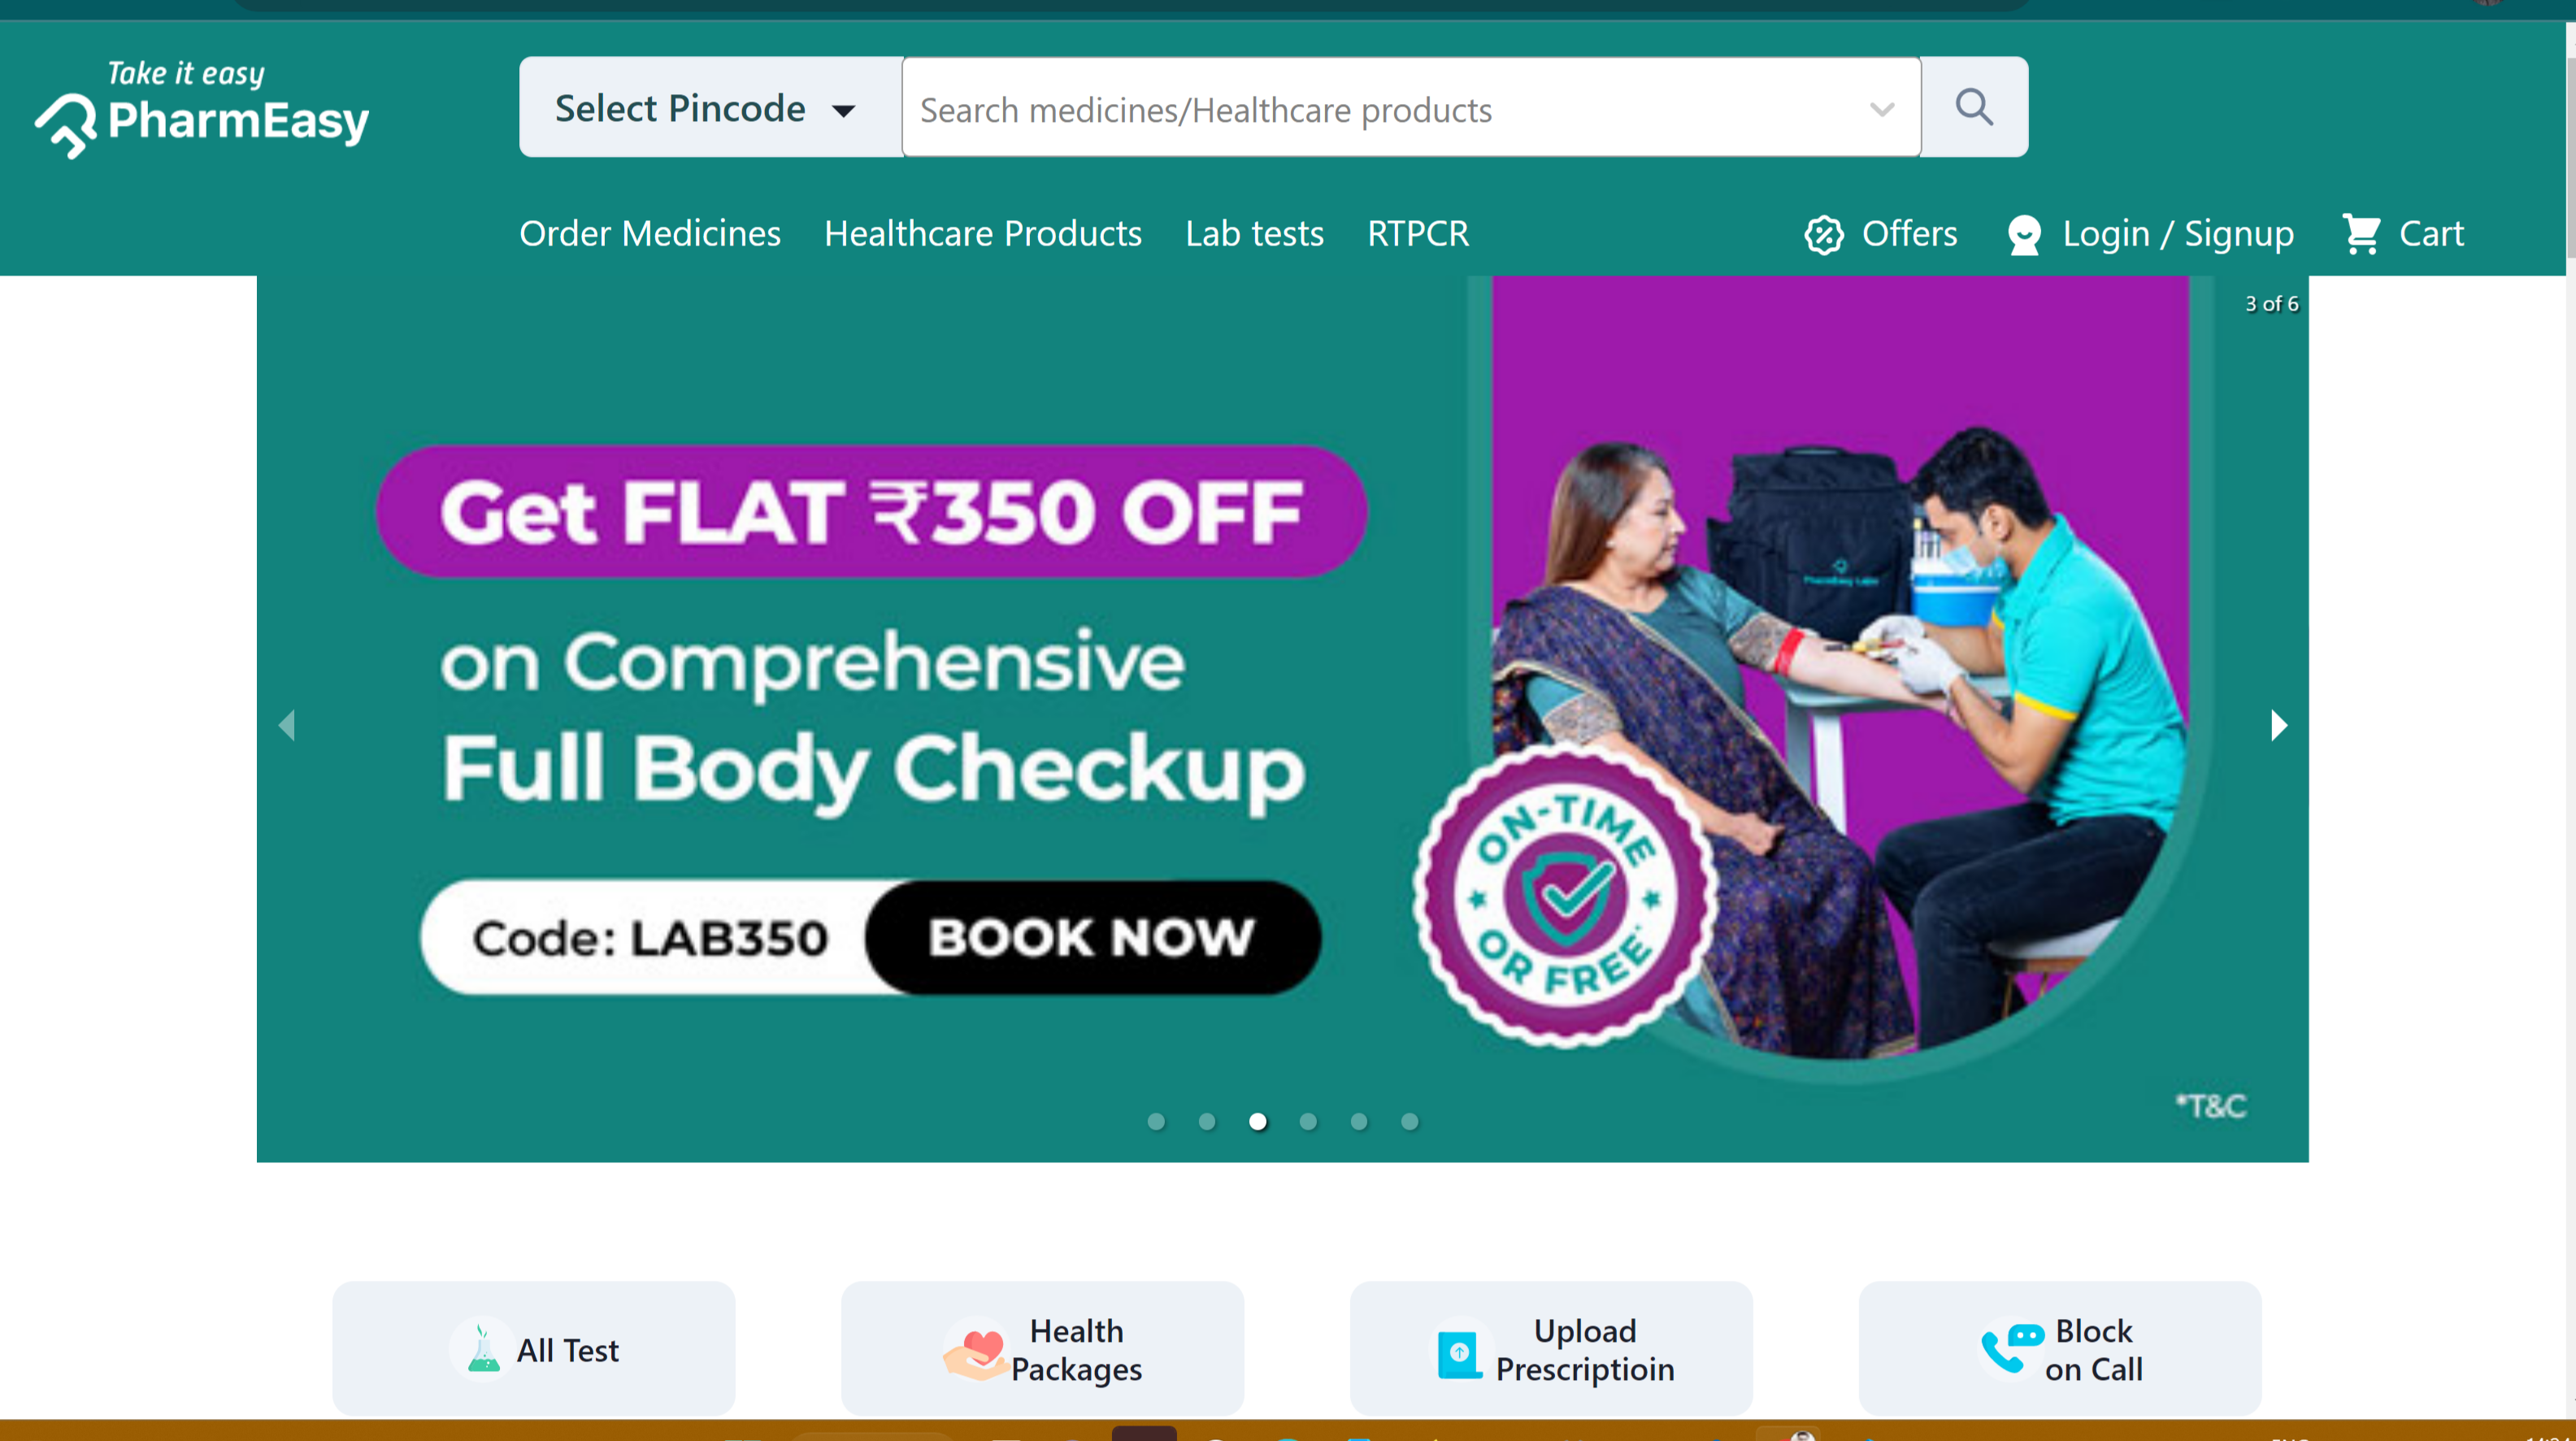 Take it easy
PharmEasy
Select Pincode
Search medicines/Healthcare products
Order Medicines Healthcare Products Lab tests RTPCR
Offers Login / Signup Cart
3 of 6
Get FLAT ₹350 OFF
on Comprehensive
Full Body Checkup
Code: LAB350 BOOK NOW
ON-TIME
OR FREE*
*T&C
All Test
Health
Packages
Upload
Prescriptioin
Block
on Call